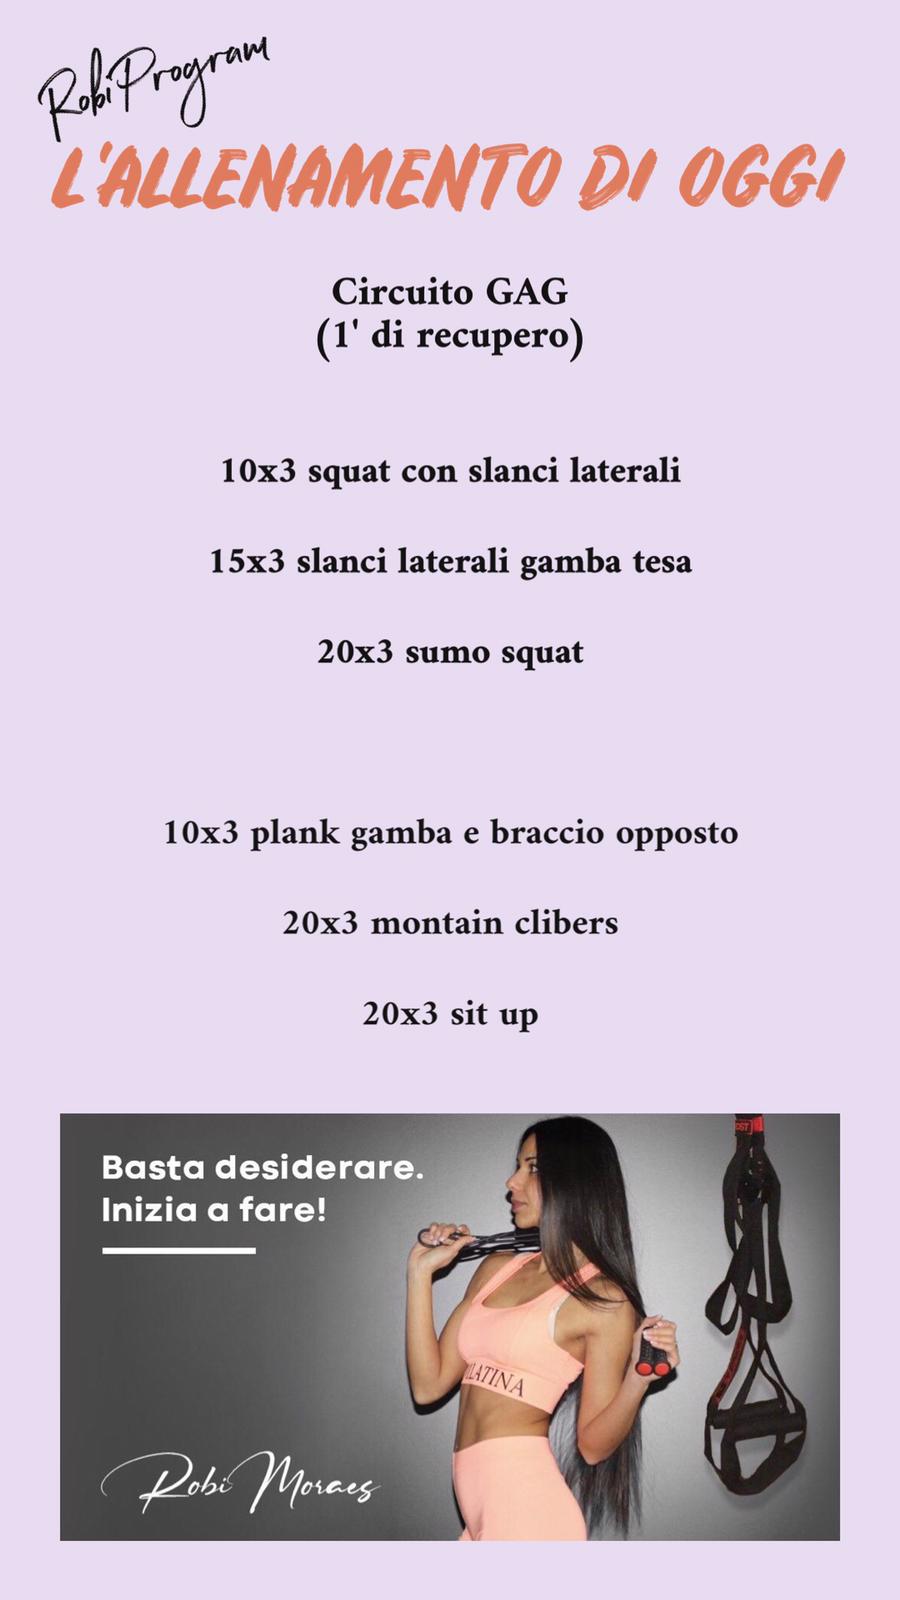 RobiProgram
L'ALLENAMENTO DI OGGI
Circuito GAG
(1' di recupero)
10x3 squat con slanci laterali
15x3 slanci laterali gamba tesa
20x3 sumo squat
10x3 plank gamba e braccio opposto
20x3 montain clibers
20x3 sit up
Basta desiderare.
Inizia a fare!
LATINA
Robi Moraes